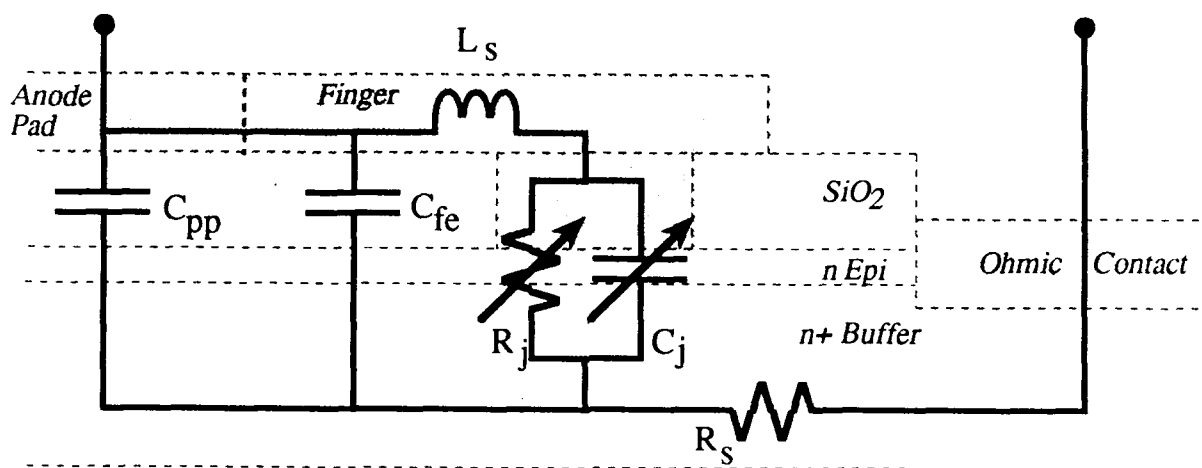 L_s
Anode
Pad
Finger
C_pp
C_fe
SiO_2
n Epi
Ohmic Contact
R_j
C_j
n+ Buffer
R_s